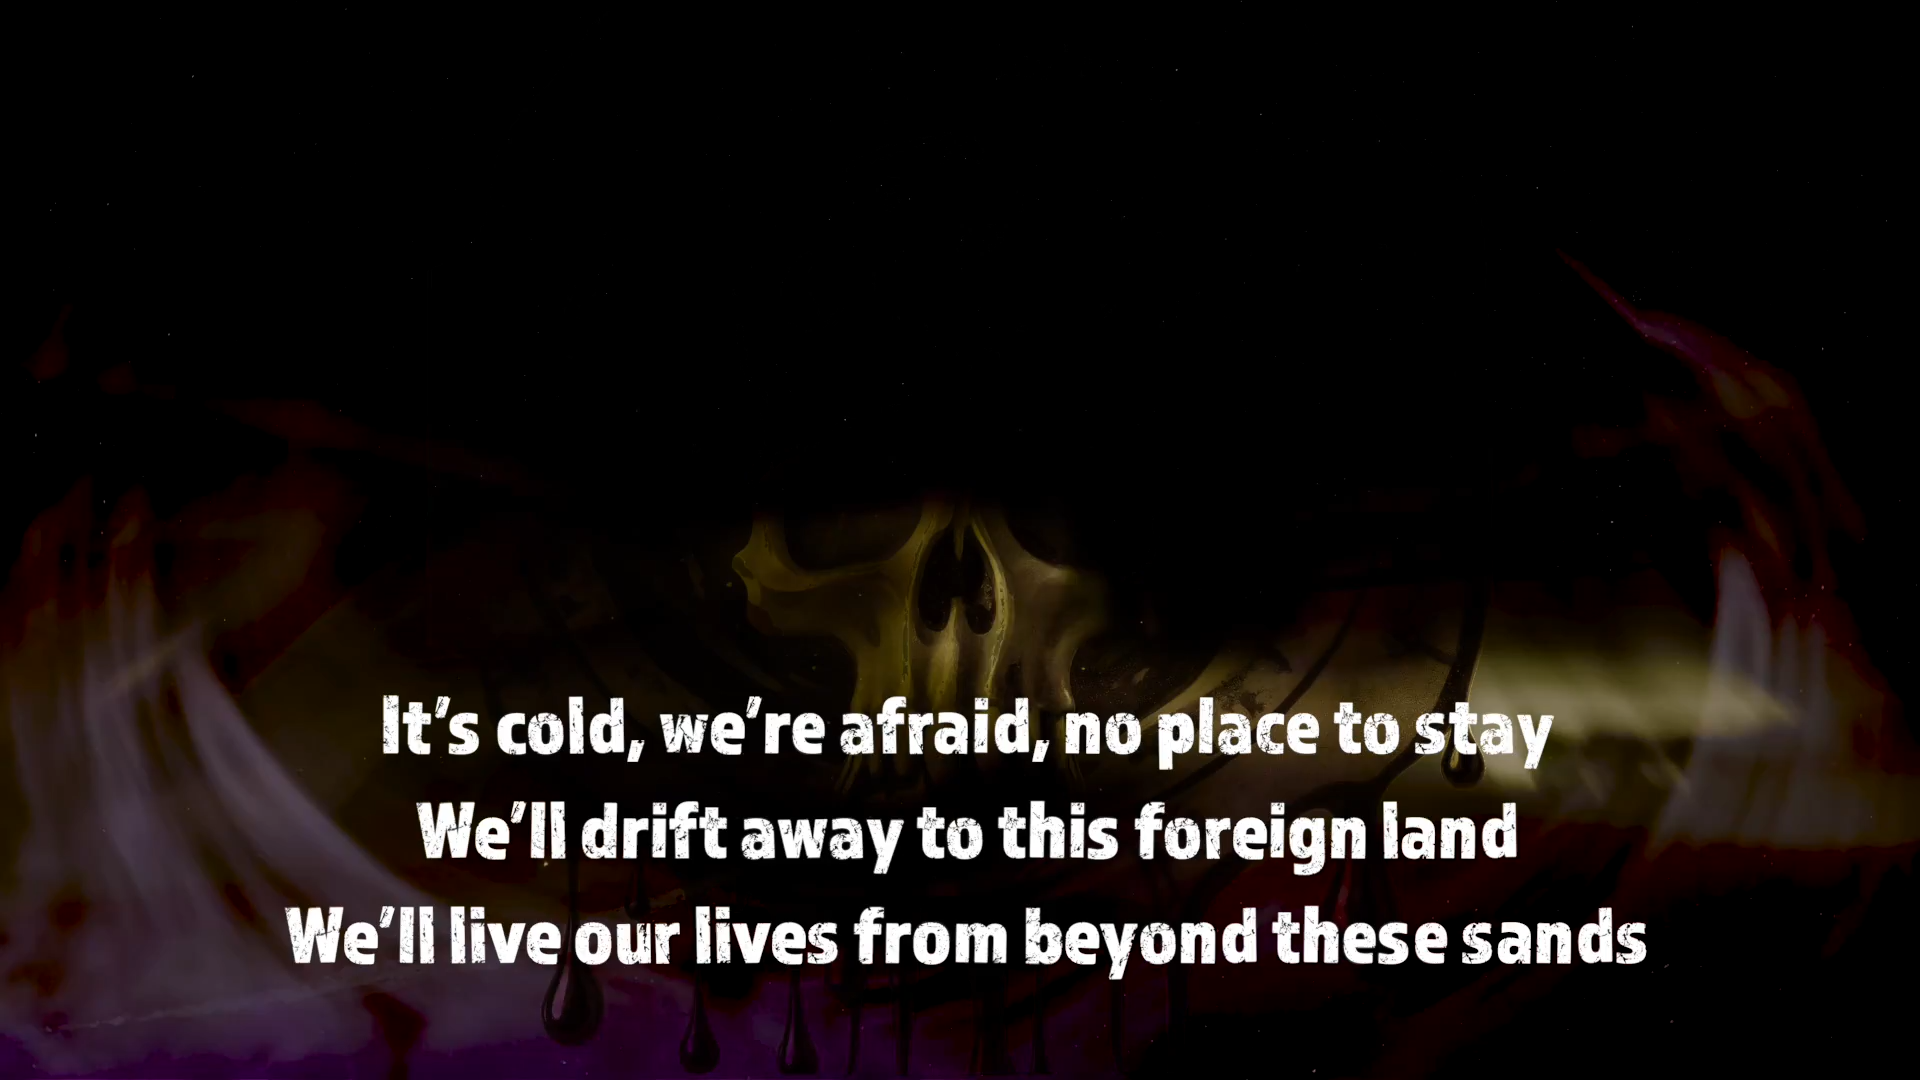 It’s cold, we’re afraid, no place to stay
We’ll drift away to this foreign land
We’ll live our lives from beyond these sands